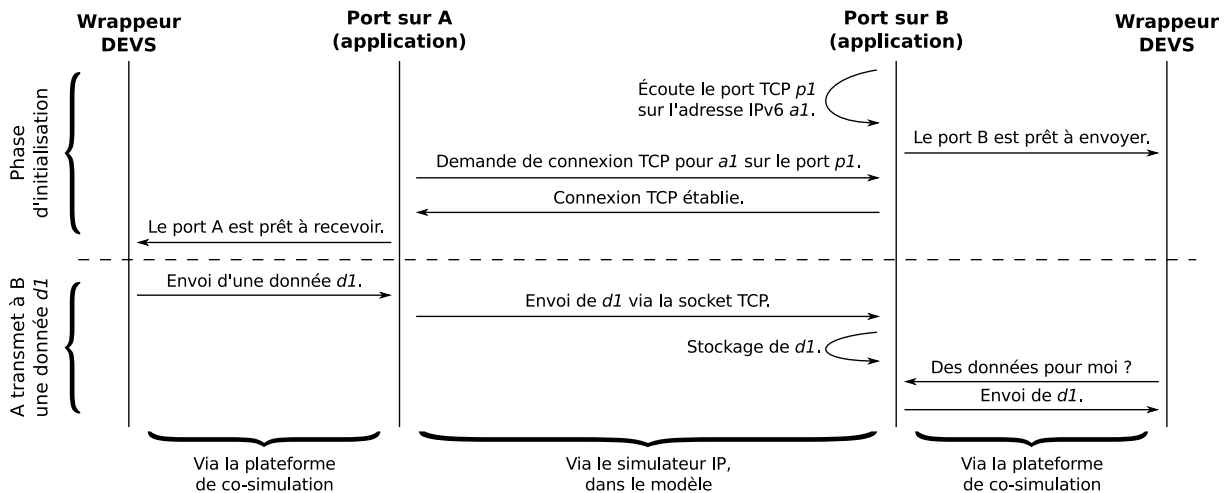 Wrappeur
DEVS
Port sur A
(application)
Port sur B
(application)
Wrappeur
DEVS
Phase
d'initialisation
Écoute le port TCP p1
sur l'adresse IPv6 a1.
Le port B est prêt à envoyer.
Demande de connexion TCP pour a1 sur le port p1.
Connexion TCP établie.
Le port A est prêt à recevoir.
A transmet à B
une donnée d1
Envoi d'une donnée d1.
Envoi de d1 via la socket TCP.
Stockage de d1.
Des données pour moi ?
Envoi de d1.
Via la plateforme
de co-simulation
Via le simulateur IP,
dans le modèle
Via la plateforme
de co-simulation